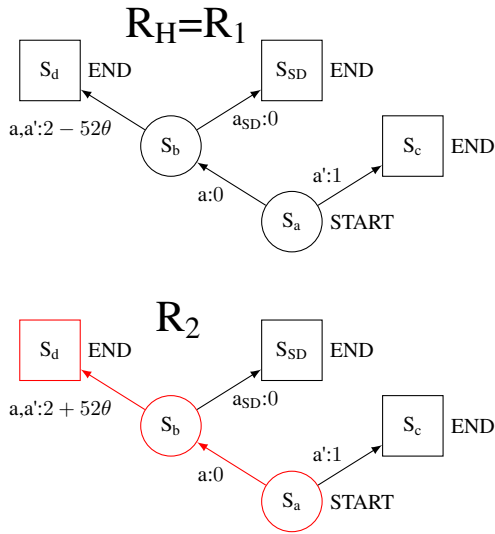 R_H=R_1
S_d END S_SD END
a,a':2 − 52θ S_b a_SD:0 S_c END
a':1
a:0 S_a START
R_2
S_d END S_SD END
a,a':2 + 52θ S_b a_SD:0 S_c END
a':1
a:0 S_a START